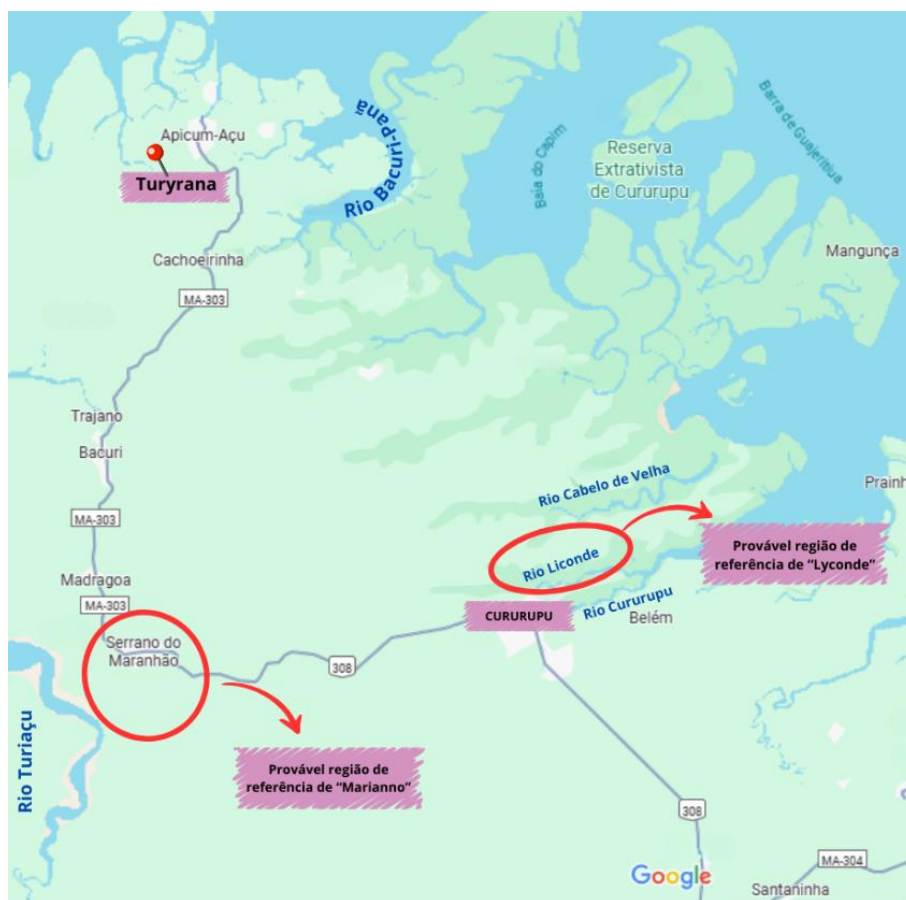 Apicum-Açu
Turyrana
Rio Bacuri-Panã
Baía do Capim
Barra de Guajerítiua
Reserva
Extrativista
de Cururupu
Mangunça
Cachoeirinha
MA-303
Trajano
Bacuri
Rio Cabelo de Velha
Prainh
MA-303
Rio Liconde
Provável região de
referência de “Lyconde”
Madragoa
MA-303
CURURUPU
Rio Cururupu
Belém
Serrano do
Maranhão
308
Rio Turiaçu
Provável região de
referência de “Marianno”
308
Google
MA-304
Santaninha